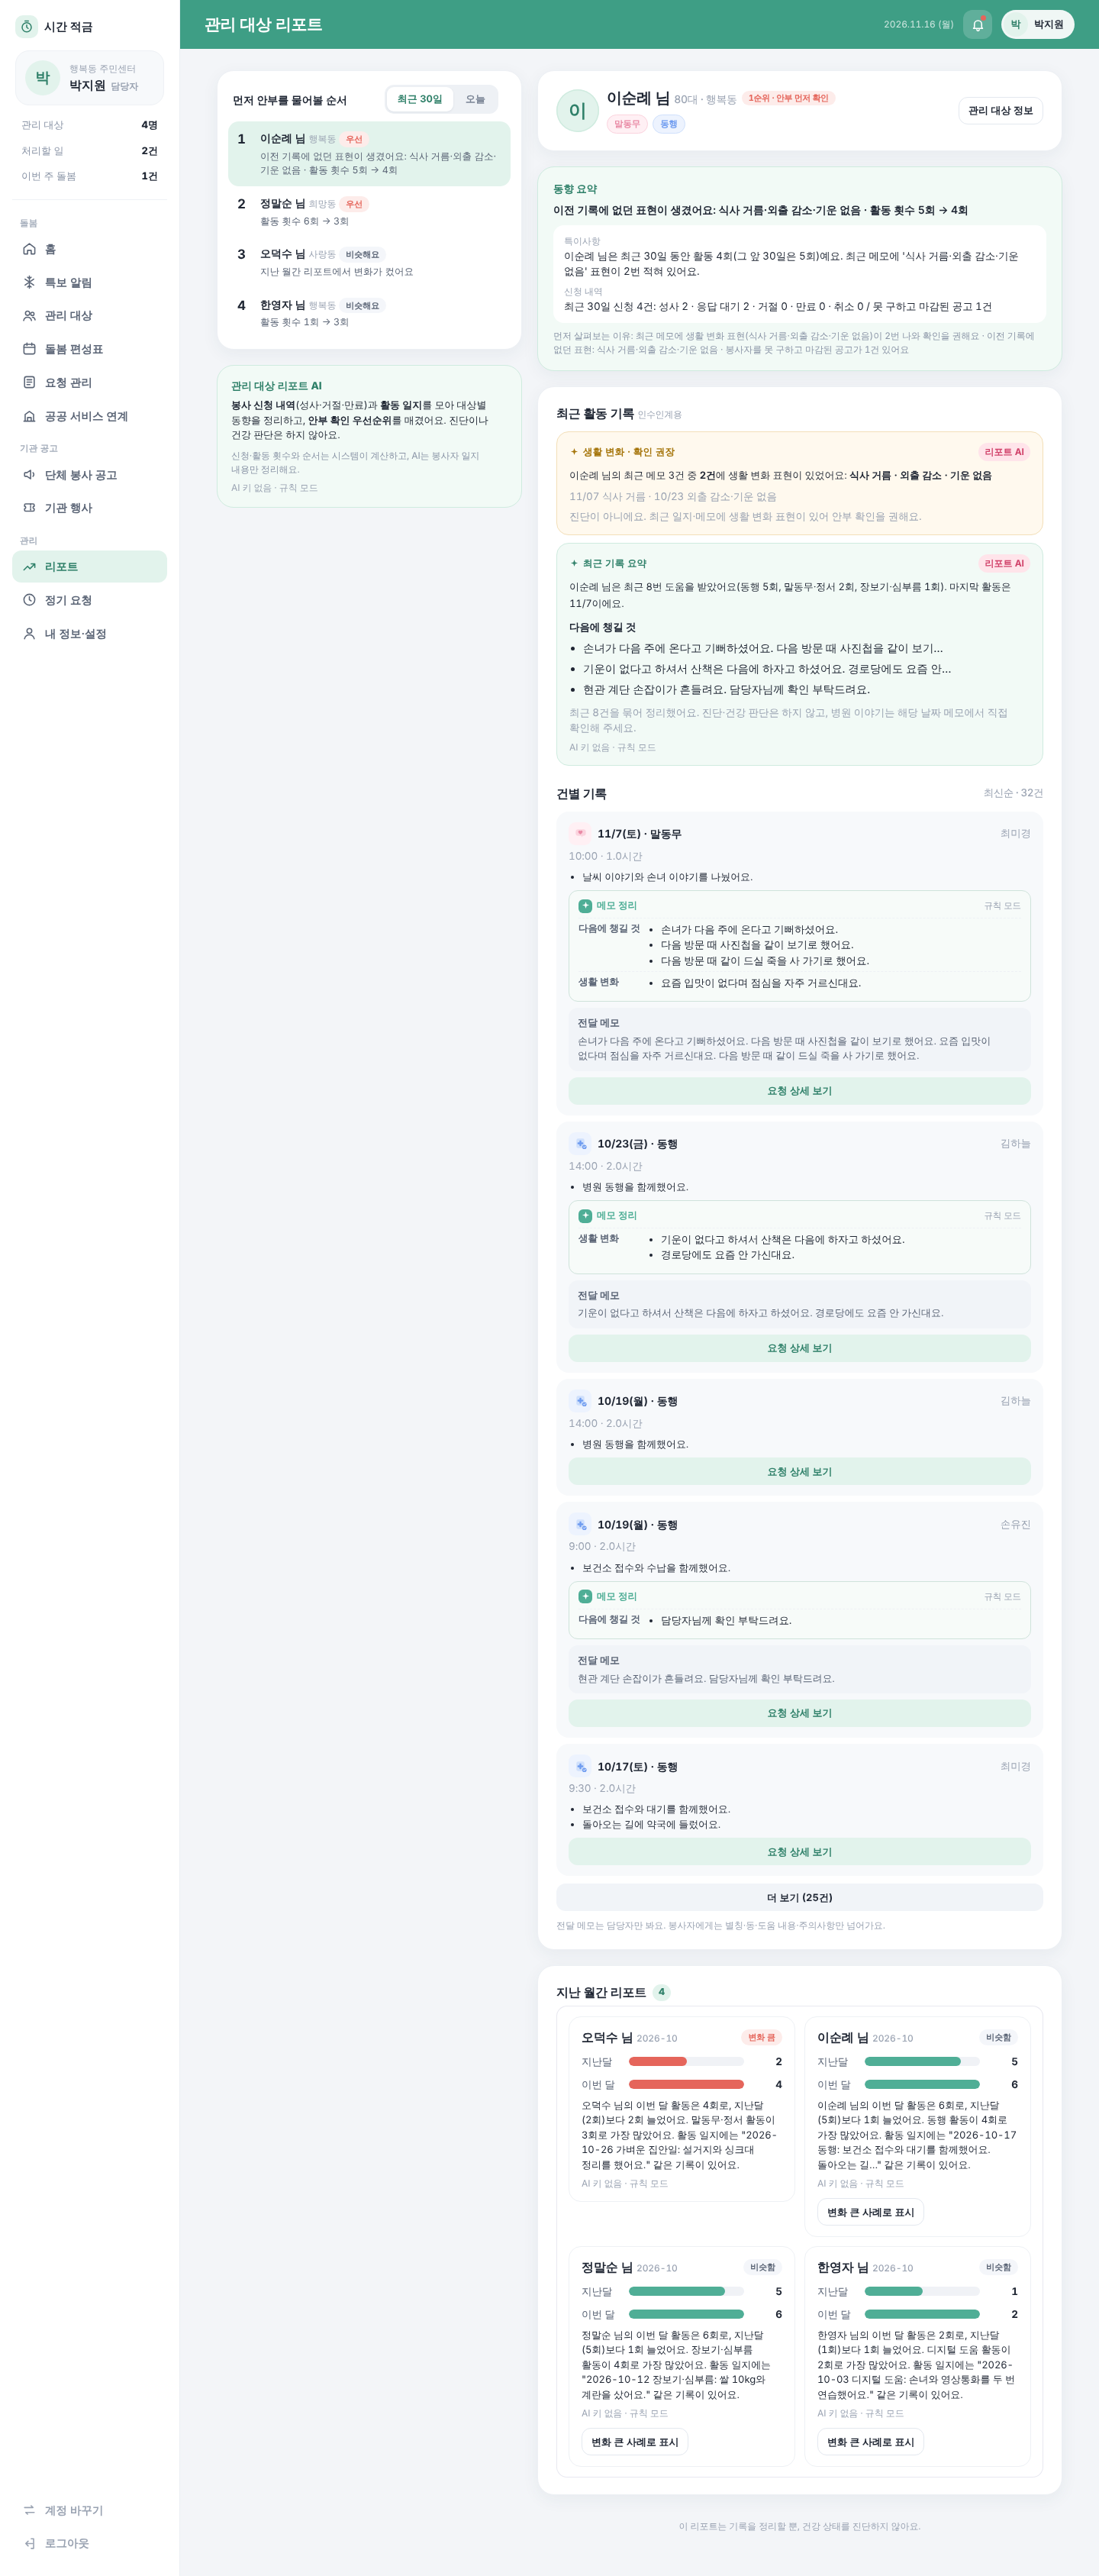 시간 적금
박
행복동 주민센터
박지원 담당자
관리 대상 4명
처리할 일 2건
이번 주 돌봄 1건
돌봄
홈
특보 알림
관리 대상
돌봄 편성표
요청 관리
공공 서비스 연계
기관 공고
단체 봉사 공고
기관 행사
관리
리포트
정기 요청
내 정보·설정
계정 바꾸기
로그아웃
관리 대상 리포트
2026.11.16 (월)
박 박지원
먼저 안부를 물어볼 순서
최근 30일 오늘
1 이순례 님 행복동 우선
이전 기록에 없던 표현이 생겼어요: 식사 거름·외출 감소·
기운 없음 · 활동 횟수 5회 → 4회
2 정말순 님 희망동 우선
활동 횟수 6회 → 3회
3 오덕수 님 사랑동 비슷해요
지난 월간 리포트에서 변화가 컸어요
4 한영자 님 행복동 비슷해요
활동 횟수 1회 → 3회
관리 대상 리포트 AI
봉사 신청 내역(성사·거절·만료)과 활동 일지를 모아 대상별
동향을 정리하고, 안부 확인 우선순위를 매겼어요. 진단이나
건강 판단은 하지 않아요.
신청·활동 횟수와 순서는 시스템이 계산하고, AI는 봉사자 일지
내용만 정리해요.
AI 키 없음 · 규칙 모드
이
이순례 님 80대 · 행복동 1순위 · 안부 먼저 확인
말동무 동행
관리 대상 정보
동향 요약
이전 기록에 없던 표현이 생겼어요: 식사 거름·외출 감소·기운 없음 · 활동 횟수 5회 → 4회
특이사항
이순례 님은 최근 30일 동안 활동 4회(그 앞 30일은 5회)예요. 최근 메모에 '식사 거름·외출 감소·기운
없음' 표현이 2번 적혀 있어요.
신청 내역
최근 30일 신청 4건: 성사 2 · 응답 대기 2 · 거절 0 · 만료 0 · 취소 0 / 못 구하고 마감된 공고 1건
먼저 살펴보는 이유: 최근 메모에 생활 변화 표현(식사 거름·외출 감소·기운 없음)이 2번 나와 확인을 권해요 · 이전 기록에
없던 표현: 식사 거름·외출 감소·기운 없음 · 봉사자를 못 구하고 마감된 공고가 1건 있어요
최근 활동 기록 인수인계용
생활 변화 · 확인 권장
리포트 AI
이순례 님의 최근 메모 3건 중 2건에 생활 변화 표현이 있었어요: 식사 거름 · 외출 감소 · 기운 없음
11/07 식사 거름 · 10/23 외출 감소·기운 없음
진단이 아니에요. 최근 일지·메모에 생활 변화 표현이 있어 안부 확인을 권해요.
최근 기록 요약
리포트 AI
이순례 님은 최근 8번 도움을 받았어요(동행 5회, 말동무·정서 2회, 장보기·심부름 1회). 마지막 활동은
11/7이에요.
다음에 챙길 것
• 손녀가 다음 주에 온다고 기뻐하셨어요. 다음 방문 때 사진첩을 같이 보기…
• 기운이 없다고 하셔서 산책은 다음에 하자고 하셨어요. 경로당에도 요즘 안…
• 현관 계단 손잡이가 흔들려요. 담당자님께 확인 부탁드려요.
최근 8건을 묶어 정리했어요. 진단·건강 판단은 하지 않고, 병원 이야기는 해당 날짜 메모에서 직접
확인해 주세요.
AI 키 없음 · 규칙 모드
건별 기록
최신순 · 32건
11/7(토) · 말동무
최미경
10:00 · 1.0시간
• 날씨 이야기와 손녀 이야기를 나눴어요.
메모 정리
규칙 모드
다음에 챙길 것
• 손녀가 다음 주에 온다고 기뻐하셨어요.
• 다음 방문 때 사진첩을 같이 보기로 했어요.
• 다음 방문 때 같이 드실 죽을 사 가기로 했어요.
생활 변화
• 요즘 입맛이 없다며 점심을 자주 거르신대요.
전달 메모
손녀가 다음 주에 온다고 기뻐하셨어요. 다음 방문 때 사진첩을 같이 보기로 했어요. 요즘 입맛이
없다며 점심을 자주 거르신대요. 다음 방문 때 같이 드실 죽을 사 가기로 했어요.
요청 상세 보기
10/23(금) · 동행
김하늘
14:00 · 2.0시간
• 병원 동행을 함께했어요.
메모 정리
규칙 모드
생활 변화
• 기운이 없다고 하셔서 산책은 다음에 하자고 하셨어요.
• 경로당에도 요즘 안 가신대요.
전달 메모
기운이 없다고 하셔서 산책은 다음에 하자고 하셨어요. 경로당에도 요즘 안 가신대요.
요청 상세 보기
10/19(월) · 동행
김하늘
14:00 · 2.0시간
• 병원 동행을 함께했어요.
요청 상세 보기
10/19(월) · 동행
손유진
9:00 · 2.0시간
• 보건소 접수와 수납을 함께했어요.
메모 정리
규칙 모드
다음에 챙길 것
• 담당자님께 확인 부탁드려요.
전달 메모
현관 계단 손잡이가 흔들려요. 담당자님께 확인 부탁드려요.
요청 상세 보기
10/17(토) · 동행
최미경
9:30 · 2.0시간
• 보건소 접수와 대기를 함께했어요.
• 돌아오는 길에 약국에 들렀어요.
요청 상세 보기
더 보기 (25건)
전달 메모는 담당자만 봐요. 봉사자에게는 별칭·동·도움 내용·주의사항만 넘어가요.
지난 월간 리포트 4
오덕수 님 2026-10 변화 큼
지난달 2
이번 달 4
오덕수 님의 이번 달 활동은 4회로, 지난달
(2회)보다 2회 늘었어요. 말동무·정서 활동이
3회로 가장 많았어요. 활동 일지에는 "2026-
10-26 가벼운 집안일: 설거지와 싱크대
정리를 했어요." 같은 기록이 있어요.
AI 키 없음 · 규칙 모드
이순례 님 2026-10 비슷함
지난달 5
이번 달 6
이순례 님의 이번 달 활동은 6회로, 지난달
(5회)보다 1회 늘었어요. 동행 활동이 4회로
가장 많았어요. 활동 일지에는 "2026-10-17
동행: 보건소 접수와 대기를 함께했어요.
돌아오는 길…" 같은 기록이 있어요.
AI 키 없음 · 규칙 모드
변화 큰 사례로 표시
정말순 님 2026-10 비슷함
지난달 5
이번 달 6
정말순 님의 이번 달 활동은 6회로, 지난달
(5회)보다 1회 늘었어요. 장보기·심부름
활동이 4회로 가장 많았어요. 활동 일지에는
"2026-10-12 장보기·심부름: 쌀 10kg와
계란을 샀어요." 같은 기록이 있어요.
AI 키 없음 · 규칙 모드
변화 큰 사례로 표시
한영자 님 2026-10 비슷함
지난달 1
이번 달 2
한영자 님의 이번 달 활동은 2회로, 지난달
(1회)보다 1회 늘었어요. 디지털 도움 활동이
2회로 가장 많았어요. 활동 일지에는 "2026-
10-03 디지털 도움: 손녀와 영상통화를 두 번
연습했어요." 같은 기록이 있어요.
AI 키 없음 · 규칙 모드
변화 큰 사례로 표시
이 리포트는 기록을 정리할 뿐, 건강 상태를 진단하지 않아요.